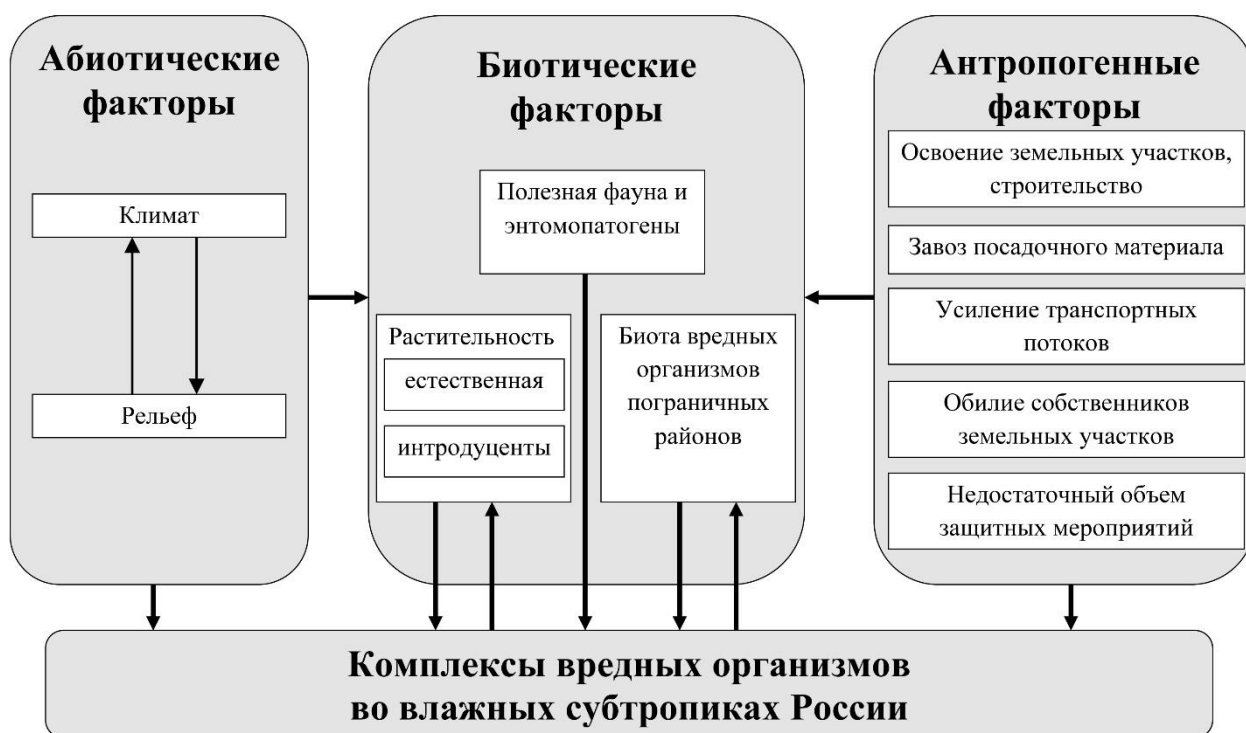 Абиотические
факторы
Климат
Рельеф
Биотические
факторы
Полезная фауна и
энтомопатогены
Растительность
естественная
интродуценты
Биота вредных
организмов
пограничных
районов
Антропогенные
факторы
Освоение земельных участков,
строительство
Завоз посадочного материала
Усиление транспортных
потоков
Обилие собственников
земельных участков
Недостаточный объем
защитных мероприятий
Комплексы вредных организмов
во влажных субтропиках России